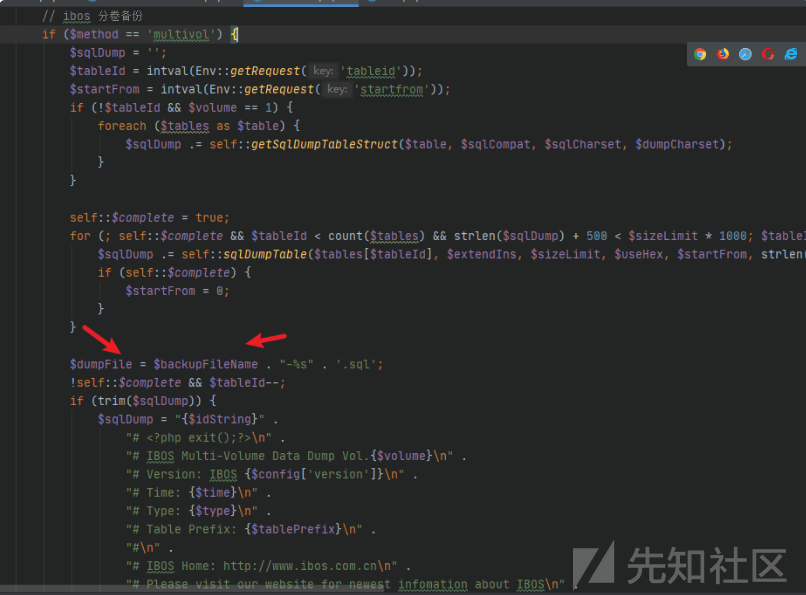 // ibos 分卷备份
if ($method == 'multivol') {
$sqlDump = '';
$tableId = intval(Env::getRequest( key: 'tableid'));
$startFrom = intval(Env::getRequest( key: 'startfrom'));
if (!$tableId && $volume == 1) {
foreach ($tables as $table) {
$sqlDump .= self::getSqlDumpTableStruct($table, $sqlCompat, $sqlCharset, $dumpCharset);
}
}
self::$complete = true;
for (; self::$complete && $tableId < count($tables) && strlen($sqlDump) + 500 < $sizeLimit * 1000; $tableI
$sqlDump .= self::sqlDumpTable($tables[$tableId], $extendIns, $sizeLimit, $useHex, $startFrom, strlen(
if (self::$complete) {
$startFrom = 0;
}
}
$dumpFile = $backupFileName . "-%s" . '.sql';
!self::$complete && $tableId--;
if (trim($sqlDump)) {
$sqlDump = "{$idString}" .
"# <?php exit();?>\n" .
"# IBOS Multi-Volume Data Dump Vol.{$volume}\n" .
"# Version: IBOS {$config['version']}\n" .
"# Time: {$time}\n" .
"# Type: {$type}\n" .
"# Table Prefix: {$tablePrefix}\n" .
"#\n" .
"# IBOS Home: http://www.ibos.com.cn\n" .
"# Please visit our website for newest infomation about IBOS\n" .
先知社区